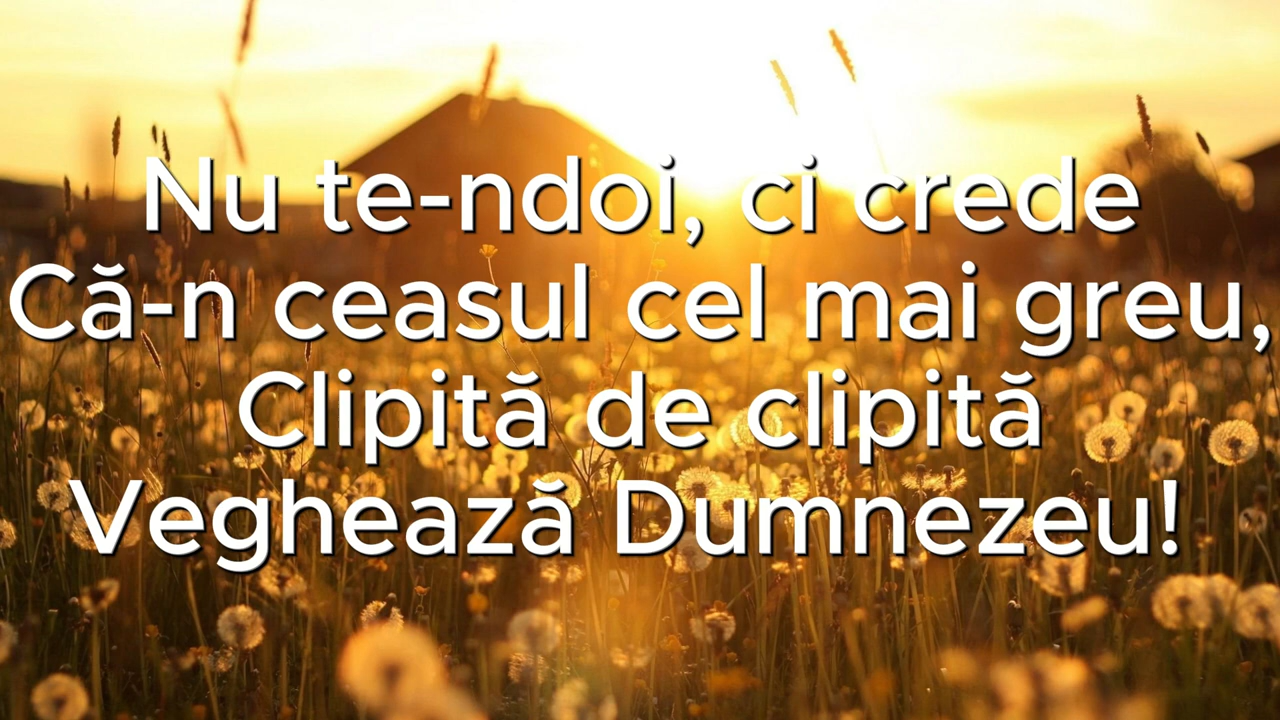 Nu te-ndoi, ci crede
Că-n ceasul cel mai greu,
Clipită de clipită
Veghează Dumnezeu!